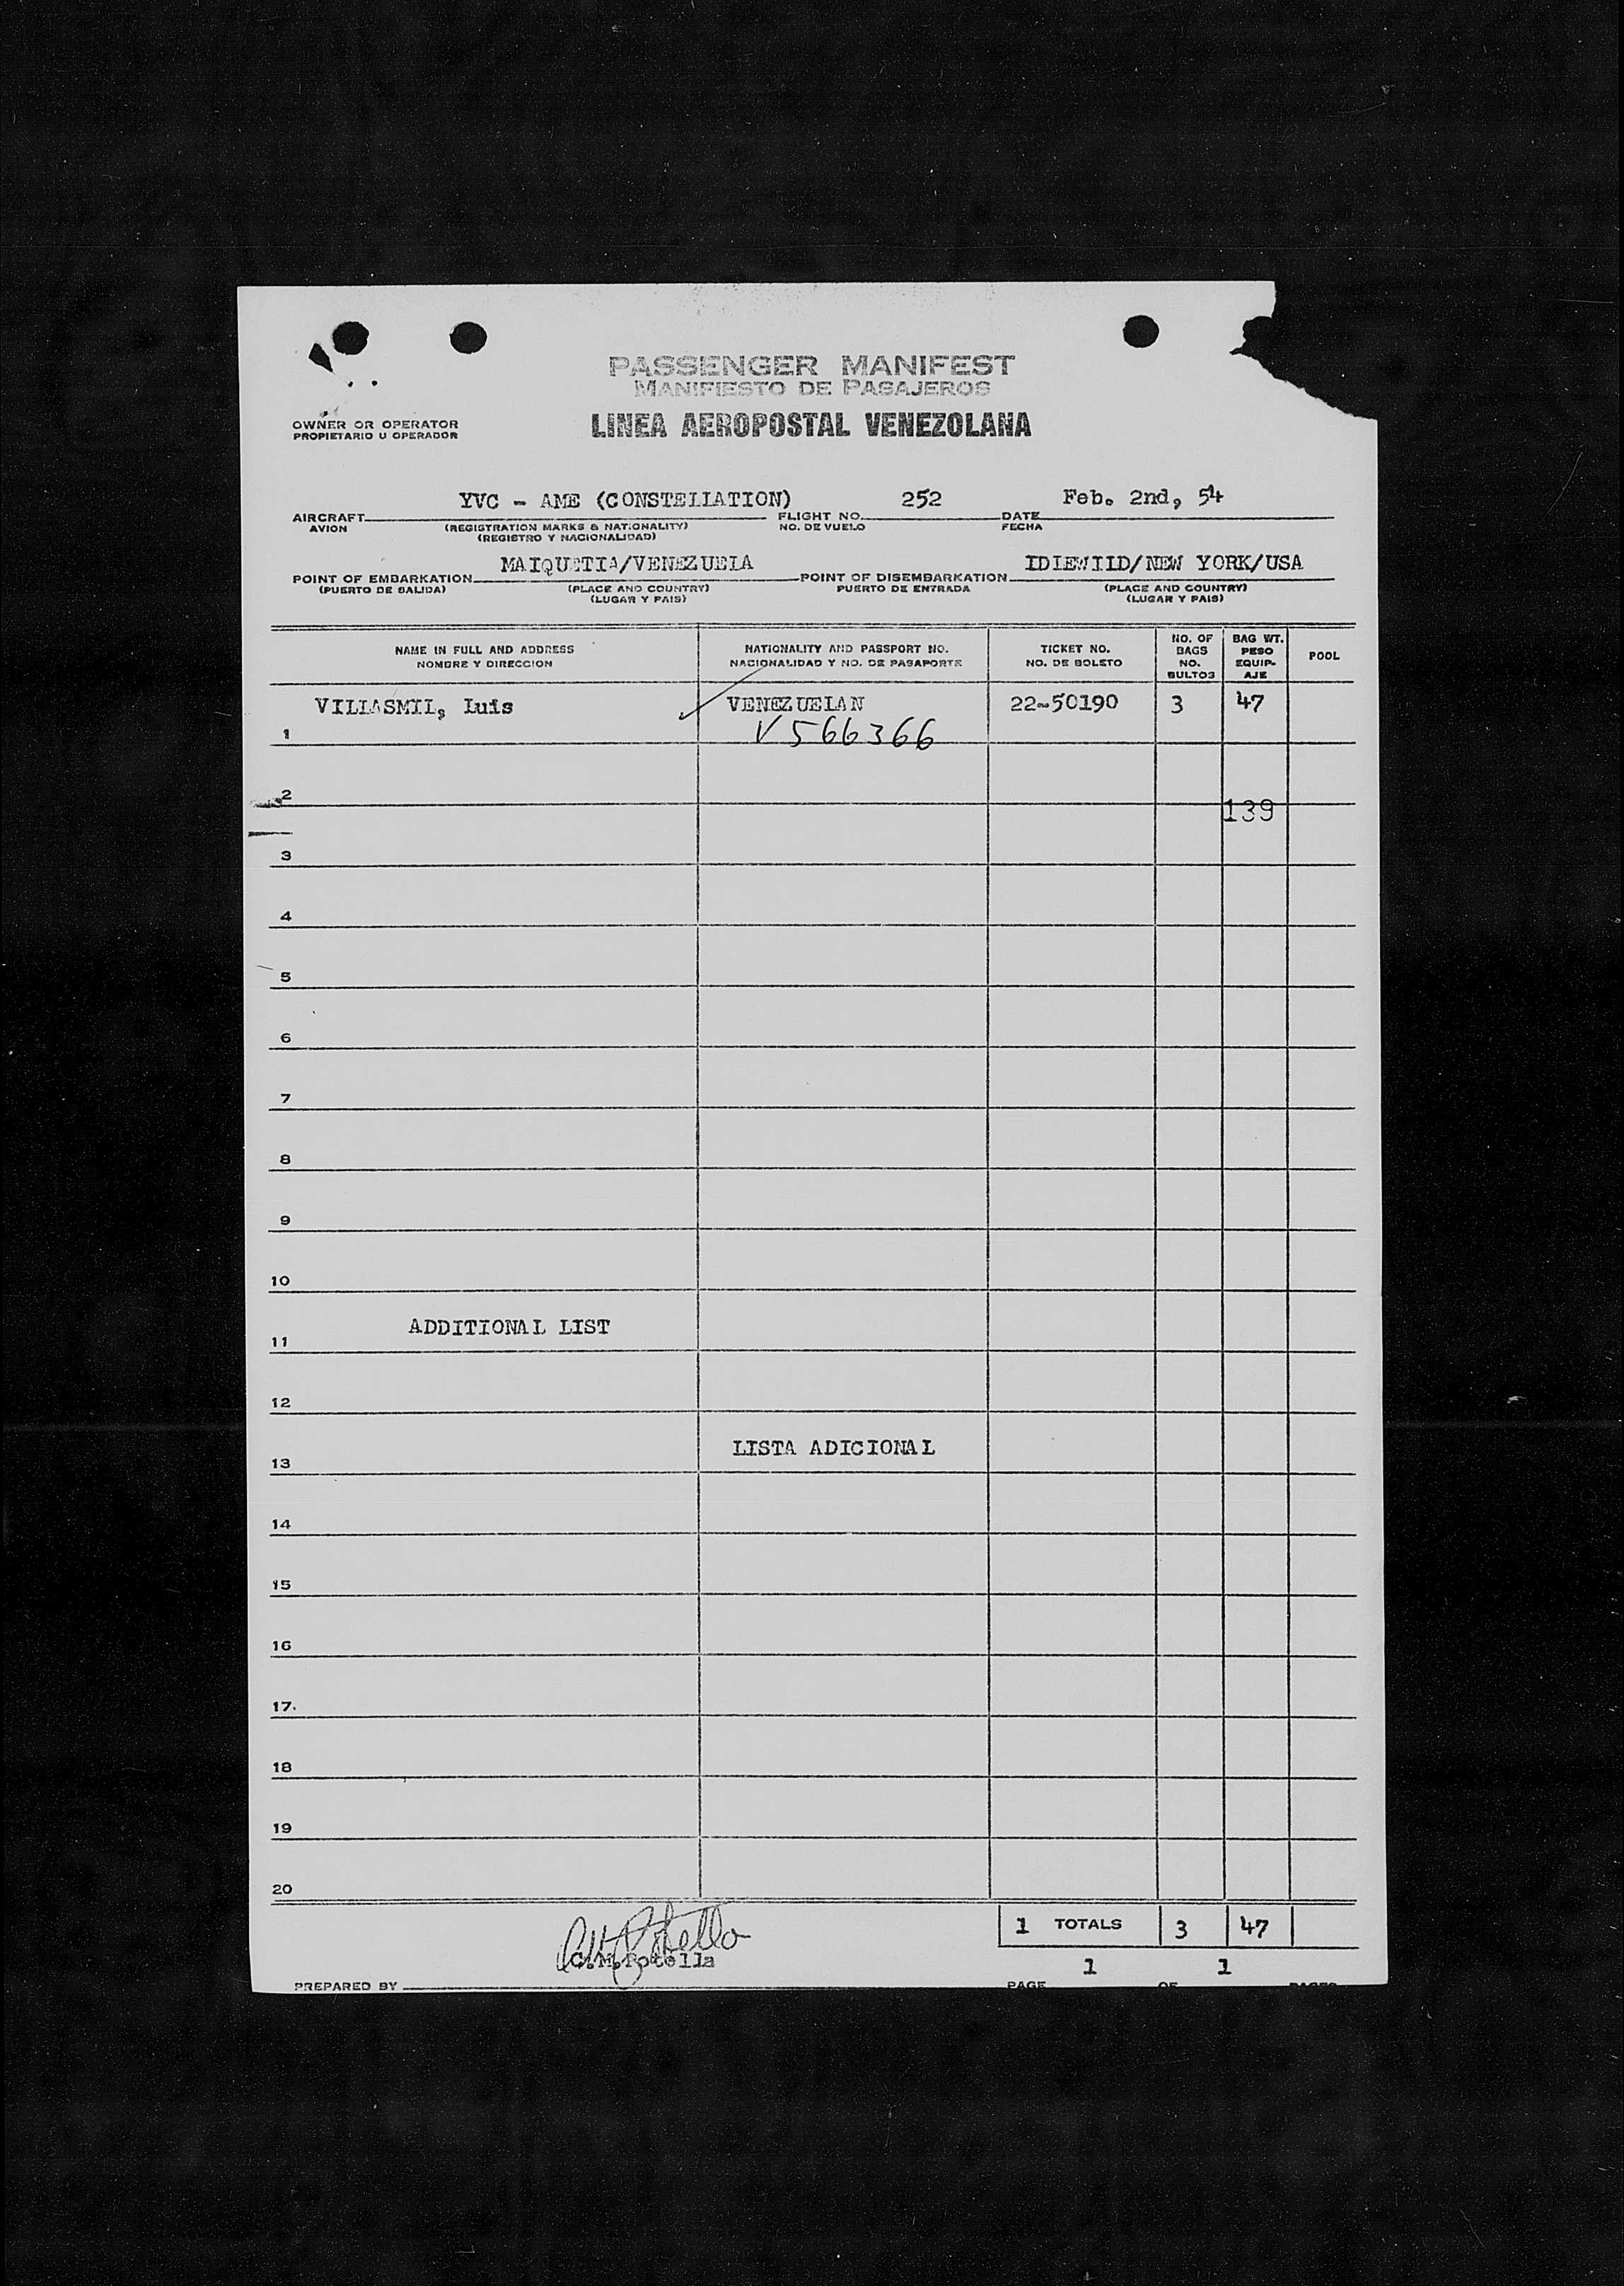 PASSENGER MANIFEST
MANIFIESTO DE PASAJEROS
OWNER OR OPERATOR
PROPIETARIO U OPERADOR
LINEA AEROPOSTAL VENEZOLANA
YVC - AME (CONSTELLATION) 252 Feb. 2nd, 54
AIRCRAFT FLIGHT NO. DATE
AVION (REGISTRATION MARKS & NATIONALITY) NO. DE VUELO FECHA
(REGISTRO Y NACIONALIDAD)
MAIQUETIA/VENEZUELA IDLEWILD/NEW YORK/USA
POINT OF EMBARKATION POINT OF DISEMBARKATION
(PUERTO DE SALIDA) (PLACE AND COUNTRY) PUERTO DE ENTRADA (PLACE AND COUNTRY)
(LUGAR Y PAIS) (LUGAR Y PAIS)
NAME IN FULL AND ADDRESS
NOMBRE Y DIRECCION
NATIONALITY AND PASSPORT NO.
NACIONALIDAD Y NO. DE PASAPORTE
TICKET NO.
NO. DE BOLETO
NO. OF
BAGS
NO.
BULTOS
BAG WT.
PESO
EQUIP-
AJE
POOL
VILLASMIL, Luis VENEZUELAN 22-50190 3 47
1 V 566366
2
139
3
4
5
6
7
8
9
10
ADDITIONAL LIST
11
12
LISTA ADICIONAL
13
14
15
16
17.
18
19
20
1 TOTALS 3 47
C.M.Potella
1 1
PREPARED BY PAGE OF PAGES